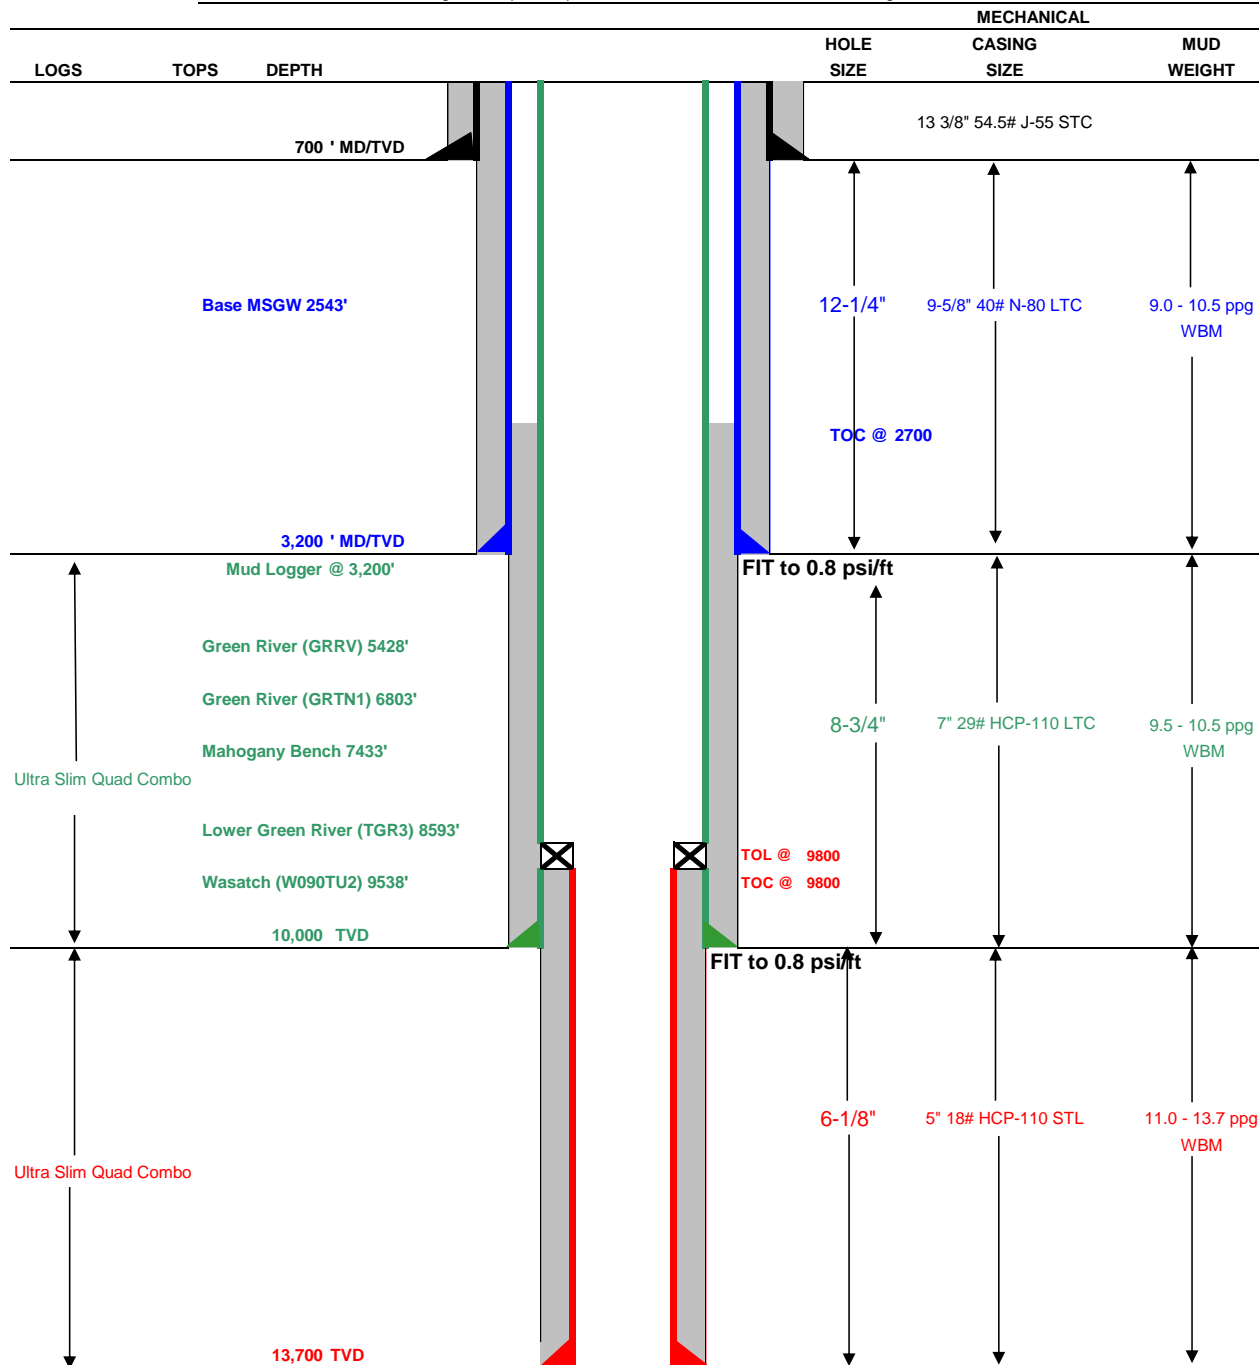 MECHANICAL
HOLE CASING MUD
LOGS TOPS DEPTH SIZE SIZE WEIGHT
13 3/8" 54.5# J-55 STC
700 ' MD/TVD
Base MSGW 2543' 12-1/4" 9-5/8" 40# N-80 LTC 9.0 - 10.5 ppg
WBM
TOC @ 2700
3,200 ' MD/TVD
Mud Logger @ 3,200' FIT to 0.8 psi/ft
Green River (GRRV) 5428'
Green River (GRTN1) 6803'
8-3/4" 7" 29# HCP-110 LTC 9.5 - 10.5 ppg
Mahogany Bench 7433' WBM
Ultra Slim Quad Combo
Lower Green River (TGR3) 8593'
TOL @ 9800
Wasatch (W090TU2) 9538' TOC @ 9800
10,000 TVD
FIT to 0.8 psi/ft
6-1/8" 5" 18# HCP-110 STL 11.0 - 13.7 ppg
WBM
Ultra Slim Quad Combo
13,700 TVD